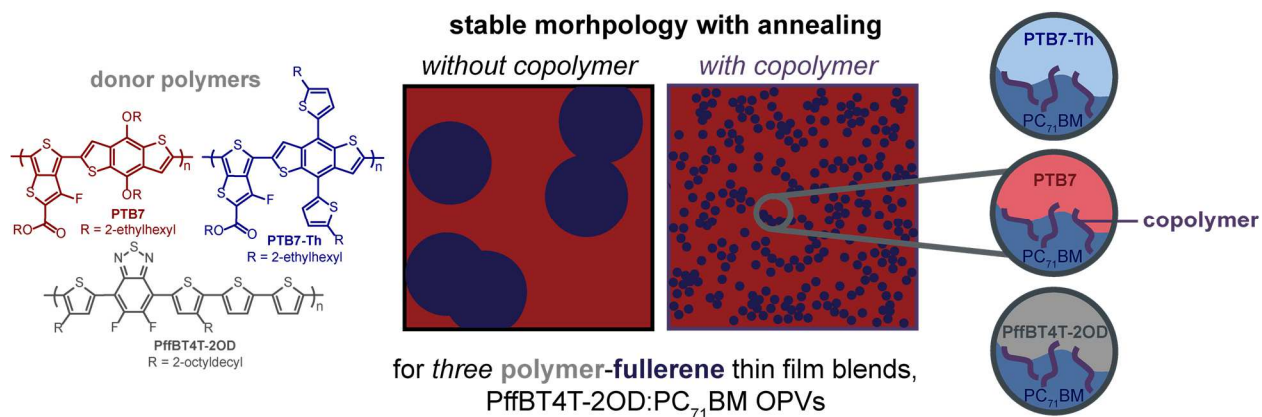 stable morhpology with annealing
donor polymers
without copolymer
with copolymer
R
S
S
OR
S
F
S
OR
RO
O
n
PTB7
R = 2-ethylhexyl
R
S
S
S
F
S
S
S
R
RO
O
n
PTB7-Th
R = 2-ethylhexyl
S
N N
S
S
S
S
R
F F
R
n
PffBT4T-2OD
R = 2-octyldecyl
PTB7-Th
PC71BM
PTB7
PC71BM
copolymer
PffBT4T-2OD
PC71BM
for three polymer-fullerene thin film blends,
PffBT4T-2OD:PC71BM OPVs